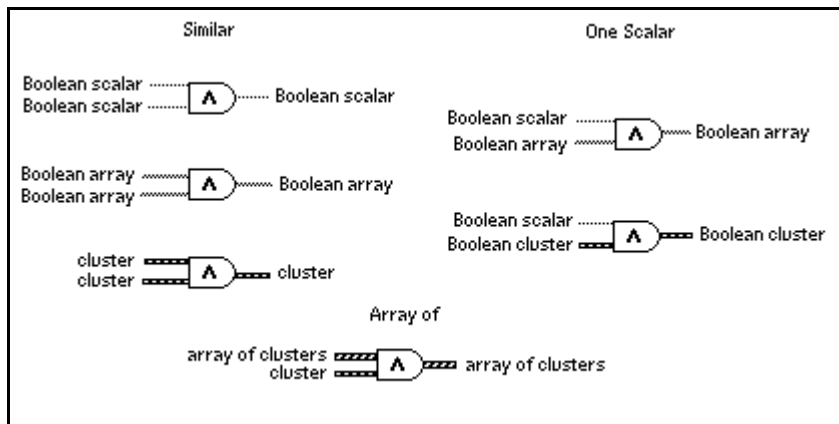 Similar
Boolean scalar
Boolean scalar
Λ
Boolean scalar
Boolean array
Boolean array
Λ
Boolean array
cluster
cluster
Λ
cluster
One Scalar
Boolean scalar
Boolean array
Λ
Boolean array
Boolean scalar
Boolean cluster
Λ
Boolean cluster
Array of
array of clusters
cluster
Λ
array of clusters